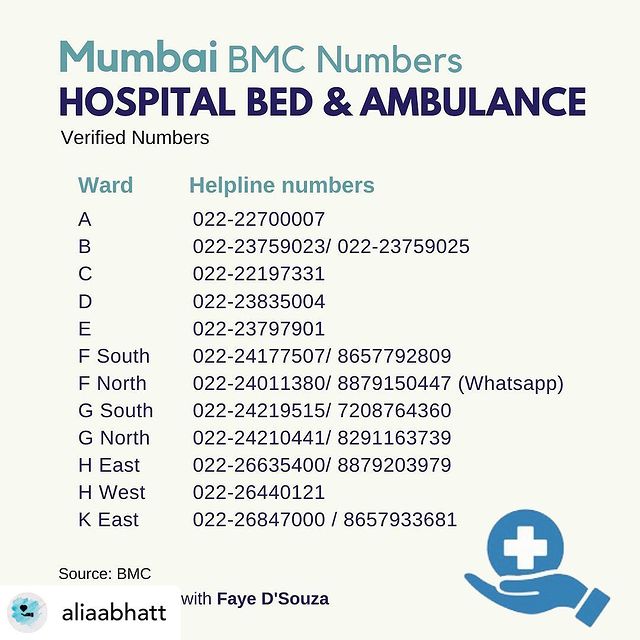 Mumbai BMC Numbers
HOSPITAL BED & AMBULANCE
Verified Numbers
Ward Helpline numbers
A 022-22700007
B 022-23759023/ 022-23759025
C 022-22197331
D 022-23835004
E 022-23797901
F South 022-24177507/ 8657792809
F North 022-24011380/ 8879150447 (Whatsapp)
G South 022-24219515/ 7208764360
G North 022-24210441/ 8291163739
H East 022-26635400/ 8879203979
H West 022-26440121
K East 022-26847000 / 8657933681
Source: BMC
with Faye D'Souza
aliaabhatt